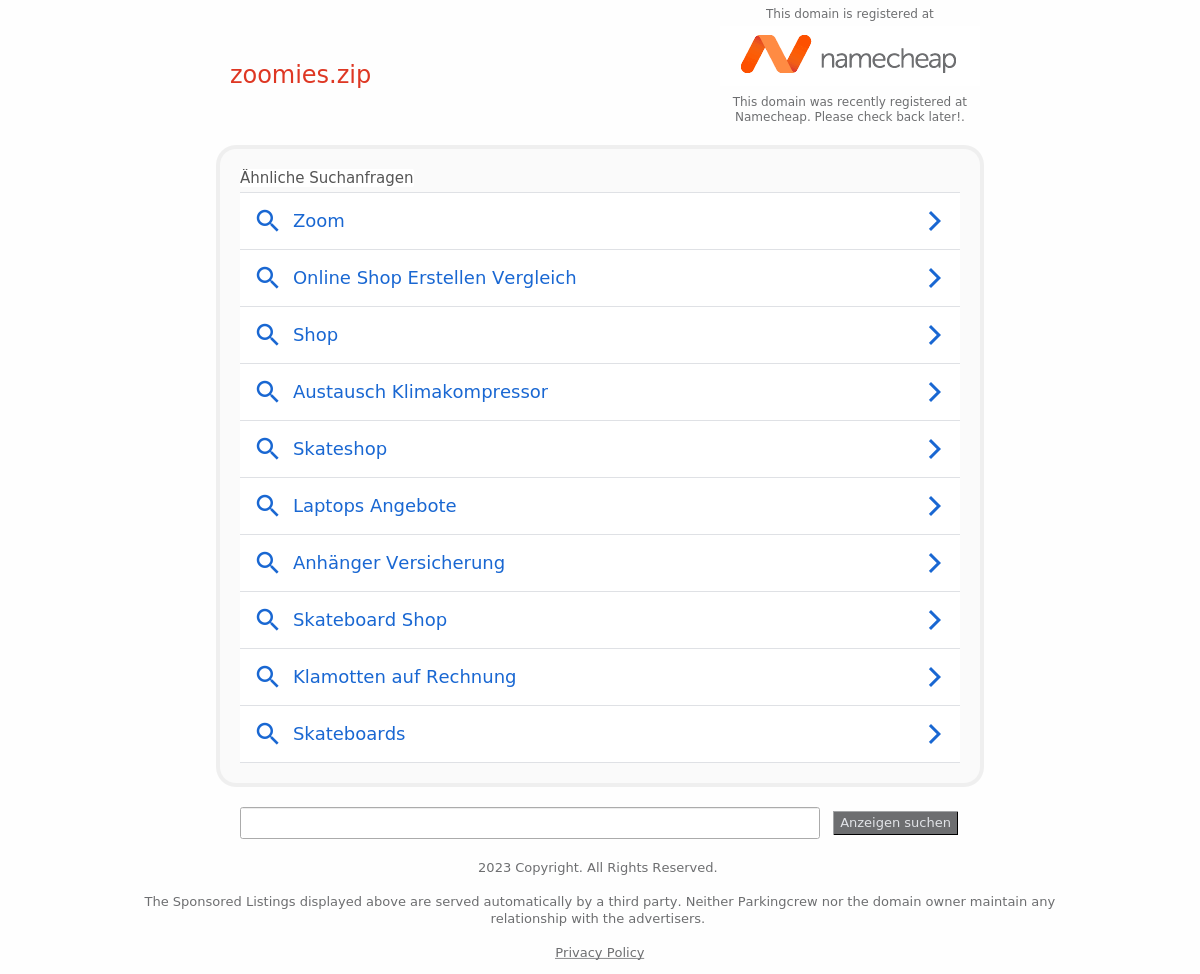 This domain is registered at
namecheap
zoomies.zip
This domain was recently registered at
Namecheap. Please check back later!.
Ähnliche Suchanfragen
Zoom
Online Shop Erstellen Vergleich
Shop
Austausch Klimakompressor
Skateshop
Laptops Angebote
Anhänger Versicherung
Skateboard Shop
Klamotten auf Rechnung
Skateboards
Anzeigen suchen
2023 Copyright. All Rights Reserved.
The Sponsored Listings displayed above are served automatically by a third party. Neither Parkingcrew nor the domain owner maintain any
relationship with the advertisers.
Privacy Policy